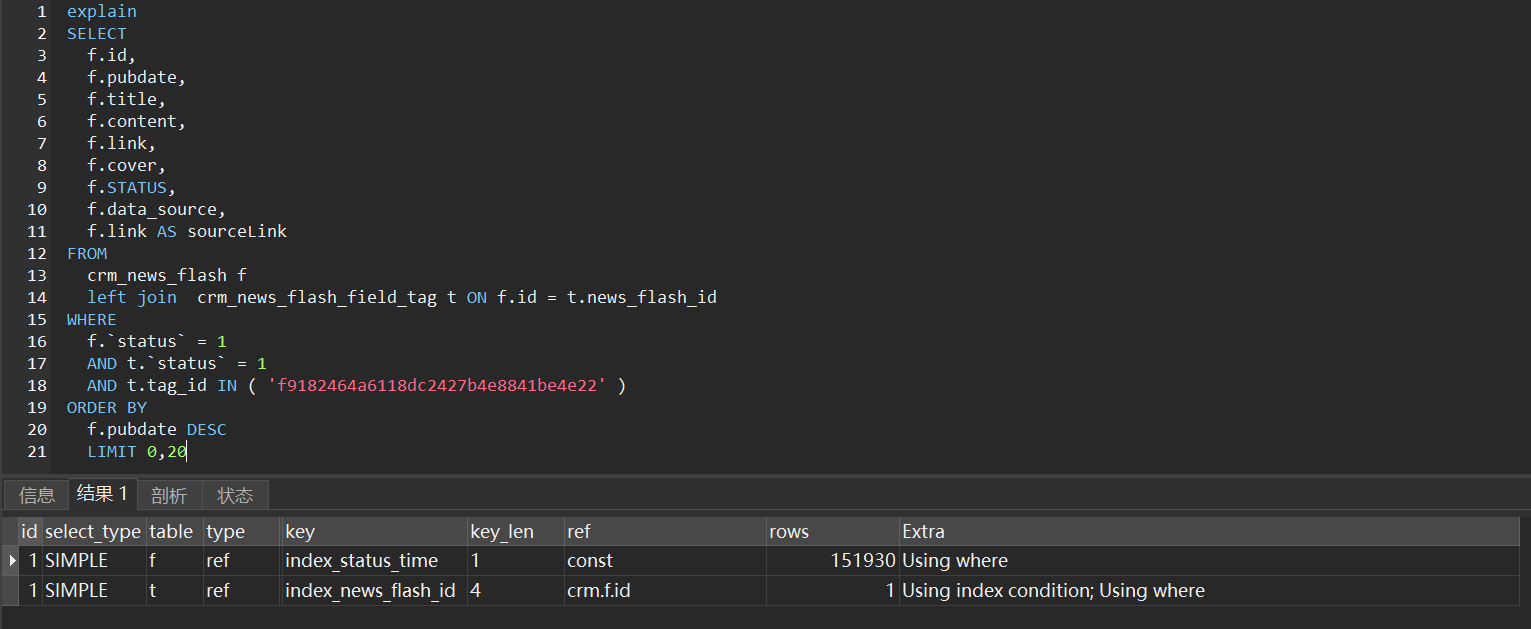 1 explain
2 SELECT
3 f.id,
4 f.pubdate,
5 f.title,
6 f.content,
7 f.link,
8 f.cover,
9 f.STATUS,
10 f.data_source,
11 f.link AS sourceLink
12 FROM
13 crm_news_flash f
14 left join  crm_news_flash_field_tag t ON f.id = t.news_flash_id
15 WHERE
16 f.`status` = 1
17 AND t.`status` = 1
18 AND t.tag_id IN ( 'f9182464a6118dc2427b4e8841be4e22' )
19 ORDER BY
20 f.pubdate DESC
21 LIMIT 0,20
信息 结果 1 剖析 状态
id select_type table type key key_len ref rows Extra
1 SIMPLE f ref index_status_time 1 const 151930 Using where
1 SIMPLE t ref index_news_flash_id 4 crm.f.id 1 Using index condition; Using where